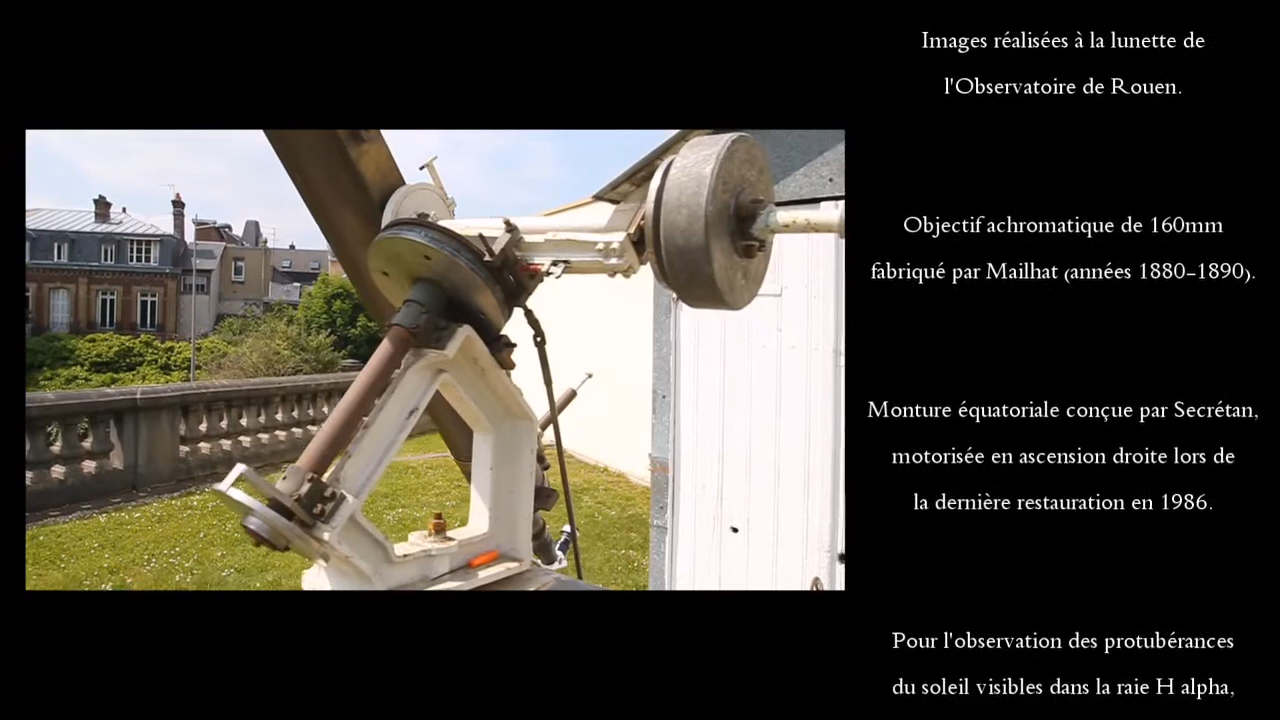 Images réalisées à la lunette de
l'Observatoire de Rouen.
Objectif achromatique de 160mm
fabriqué par Mailhat (années 1880-1890).
Monture équatoriale conçue par Secrétan,
motorisée en ascension droite lors de
la dernière restauration en 1986.
Pour l'observation des protubérances
du soleil visibles dans la raie H alpha,